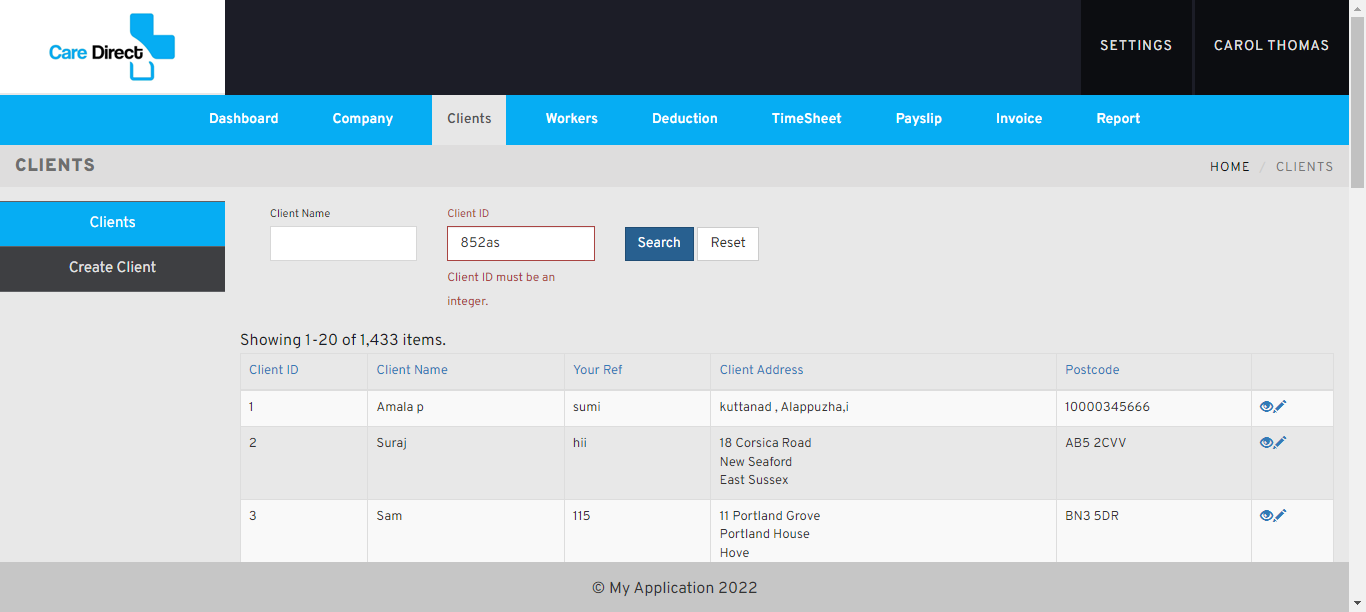 Care Direct
SETTINGS
CAROL THOMAS
Dashboard
Company
Clients
Workers
Deduction
TimeSheet
Payslip
Invoice
Report
CLIENTS
HOME / CLIENTS
Clients
Create Client
Client Name
Client ID
852as
Search
Reset
Client ID must be an
integer.
Showing 1-20 of 1,433 items.
Client ID Client Name Your Ref Client Address Postcode
1 Amala p sumi kuttanad , Alappuzha,i 10000345666
2 Suraj hii 18 Corsica Road AB5 2CVV
New Seaford
East Sussex
3 Sam 115 11 Portland Grove BN3 5DR
Portland House
Hove
© My Application 2022